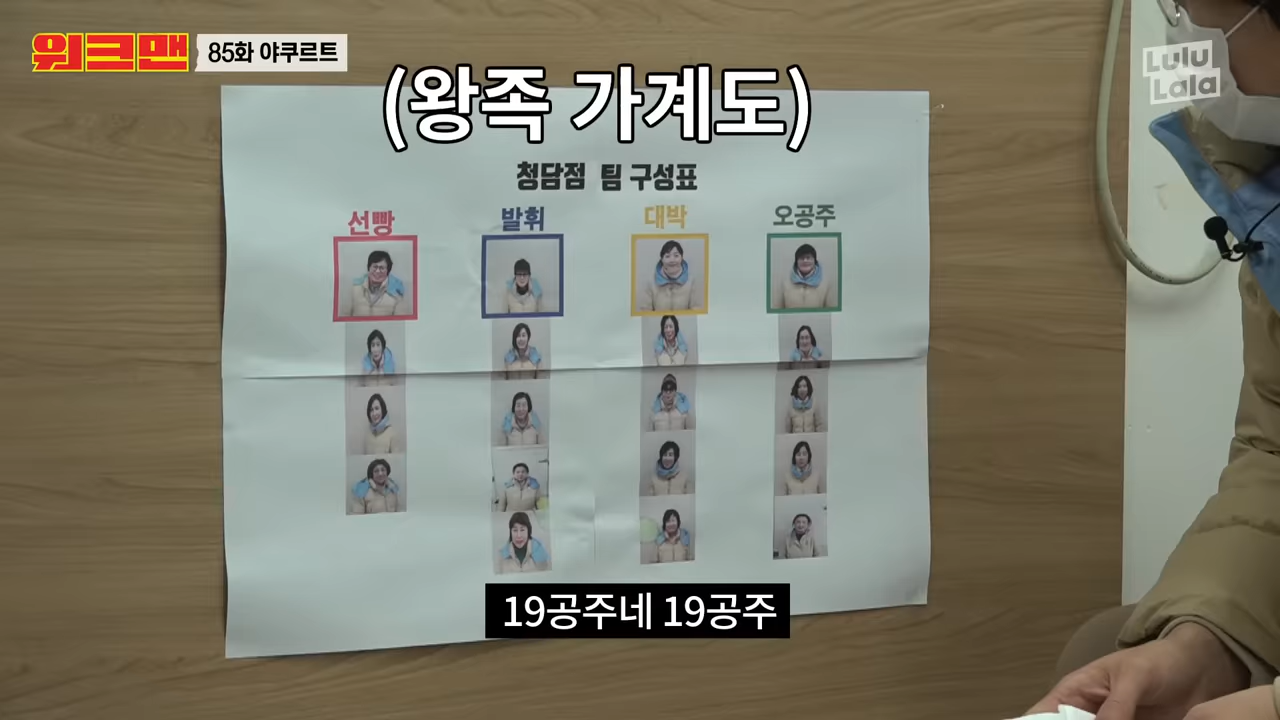 워크맨
85화 야쿠르트
Lulu
Lala
(왕족 가계도)
청담점 팀 구성표
선빵 발휘 대박 오공주
19공주네 19공주